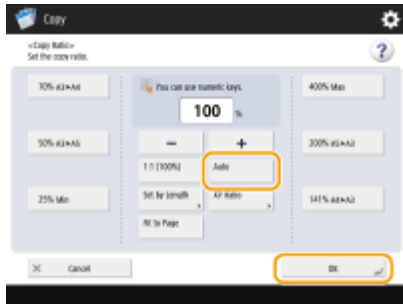 Copy
<Copy Ratio>
Set the copy ratio.
70% A3▸A4
You can use numeric keys.
400% Max
100 %
50% A3▸A5
−
+
200% A5▸A3
1:1 [100%]
Auto
25% Min
Set by Length
XY Ratio
141% A4▸A3
Fit to Page
Cancel
OK